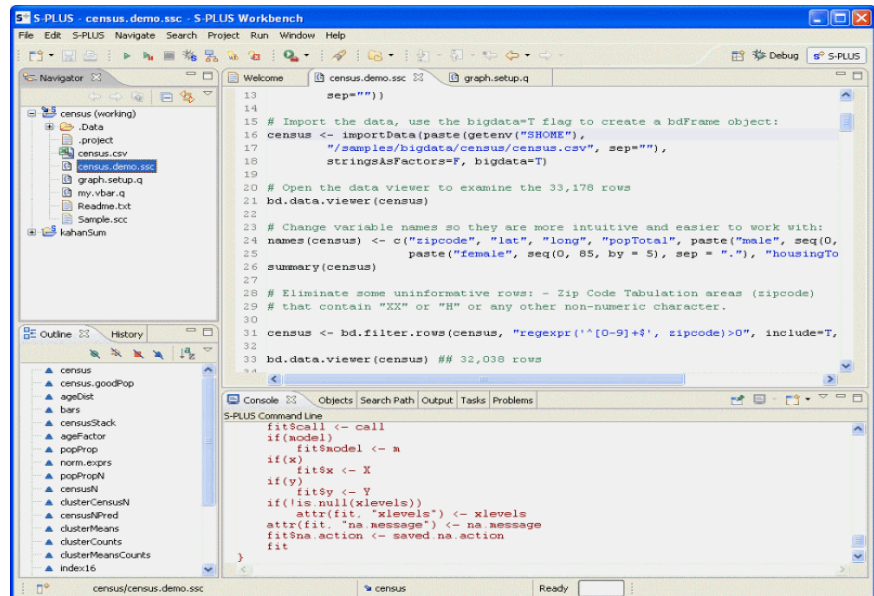 S-PLUS - census.demo.ssc - S-PLUS Workbench
File Edit S-PLUS Navigate Search Project Run Window Help
Debug S-PLUS
Navigator
census (working)
.Data
.project
census.csv
census.demo.ssc
graph.setup.q
my.vbar.q
Readme.txt
Sample.scc
kahanSum
Welcome census.demo.ssc graph.setup.q
13 sep=""))
14
15 # Import the data, use the bigdata=T flag to create a bdFrame object:
16 census <- importData(paste(getenv("SHOME"),
17 "/samples/bigdata/census/census.csv", sep=""),
18 stringsAsFactors=F, bigdata=T)
19
20 # Open the data viewer to examine the 33,178 rows
21 bd.data.viewer(census)
22
23 # Change variable names so they are more intuitive and easier to work with:
24 names(census) <- c("zipcode", "lat", "long", "popTotal", paste("male", seq(0,
25 paste("female", seq(0, 85, by = 5), sep = "."), "housingTo
26 summary(census)
27
28 # Eliminate some uninformative rows: - Zip Code Tabulation areas (zipcode)
29 # that contain "XX" or "H" or any other non-numeric character.
30
31 census <- bd.filter.rows(census, "regexpr('^[0-9]+$', zipcode)>0", include=T,
32
33 bd.data.viewer(census) ## 32,038 rows
Outline History
census
census.goodPop
ageDist
bars
censusStack
ageFactor
popProp
norm.exprs
popPropN
censusN
clusterCensusN
censusNPred
clusterMeans
clusterCounts
clusterMeansCounts
index16
Console Objects Search Path Output Tasks Problems
S-PLUS Command Line
fit$call <- call
if(model)
fit$model <- m
if(x)
fit$x <- X
if(y)
fit$y <- Y
if(!is.null(xlevels))
attr(fit, "xlevels") <- xlevels
attr(fit, "na.message") <- na.message
fit$na.action <- saved.na.action
fit
}
census/census.demo.ssc census Ready